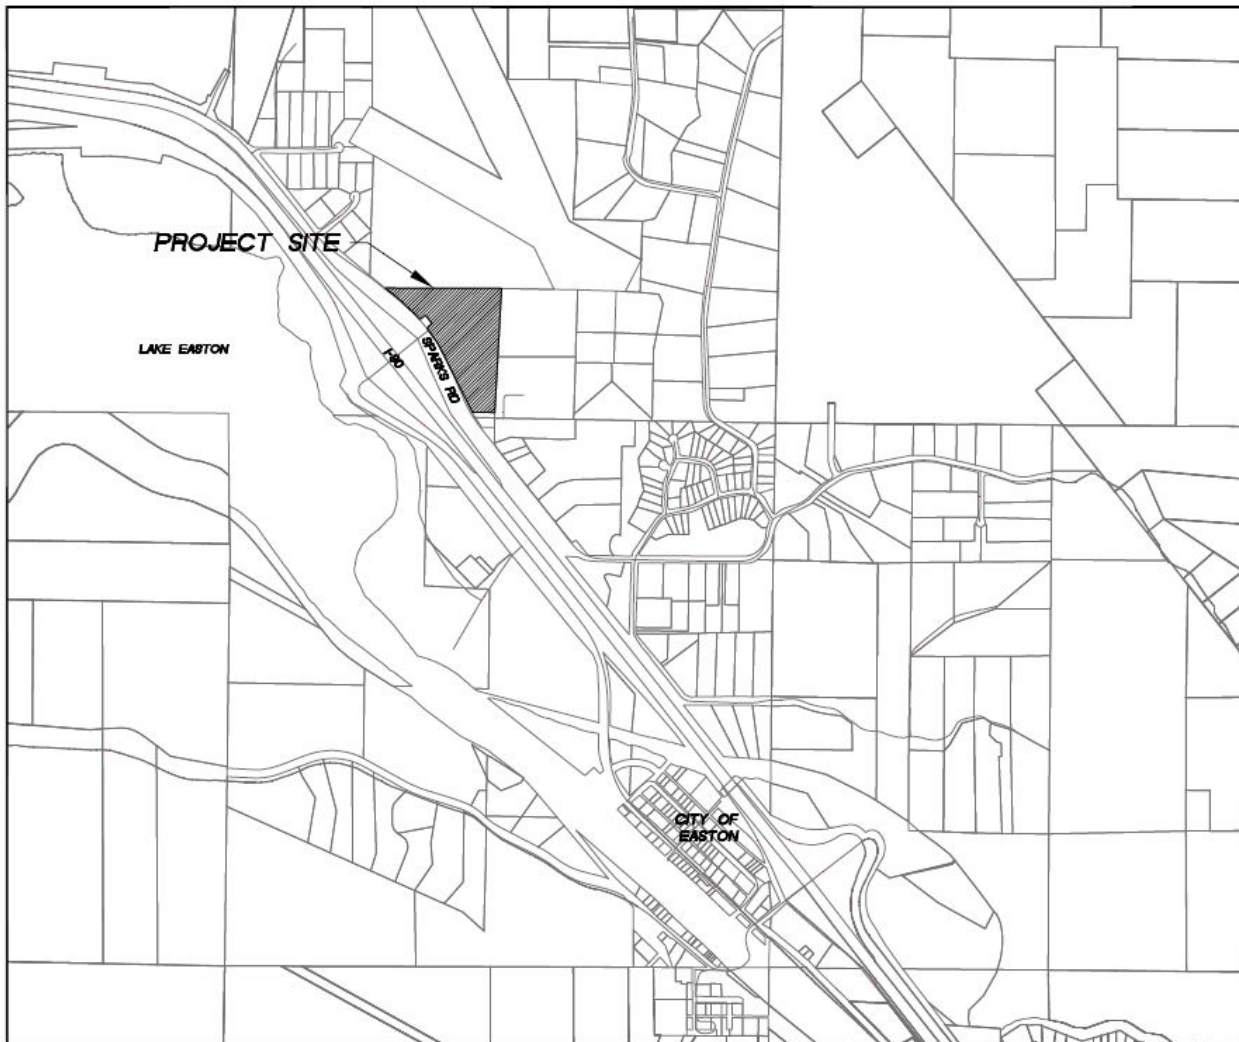 PROJECT SITE
LAKE EASTON
I-90
SPARKS RD
CITY OF
EASTON